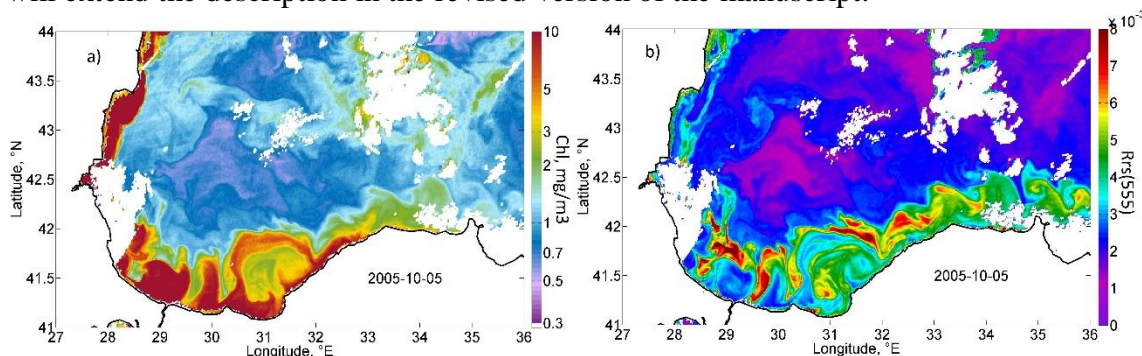 will extend the description in the revised version of the manuscript.
a)
44
43.5
43
42.5
42
41.5
41
Latitude, °N
27 28 29 30 31 32 33 34 35 36
Longitude, °E
2005-10-05
10
5
3
2
1
0.7
0.5
0.3
Chl, mg/m3
b)
44
43.5
43
42.5
42
41.5
41
Latitude, °N
27 28 29 30 31 32 33 34 35 36
Longitude, °E
2005-10-05
x 10⁻³
8
7
6
5
4
3
2
1
0
Rrs(555)